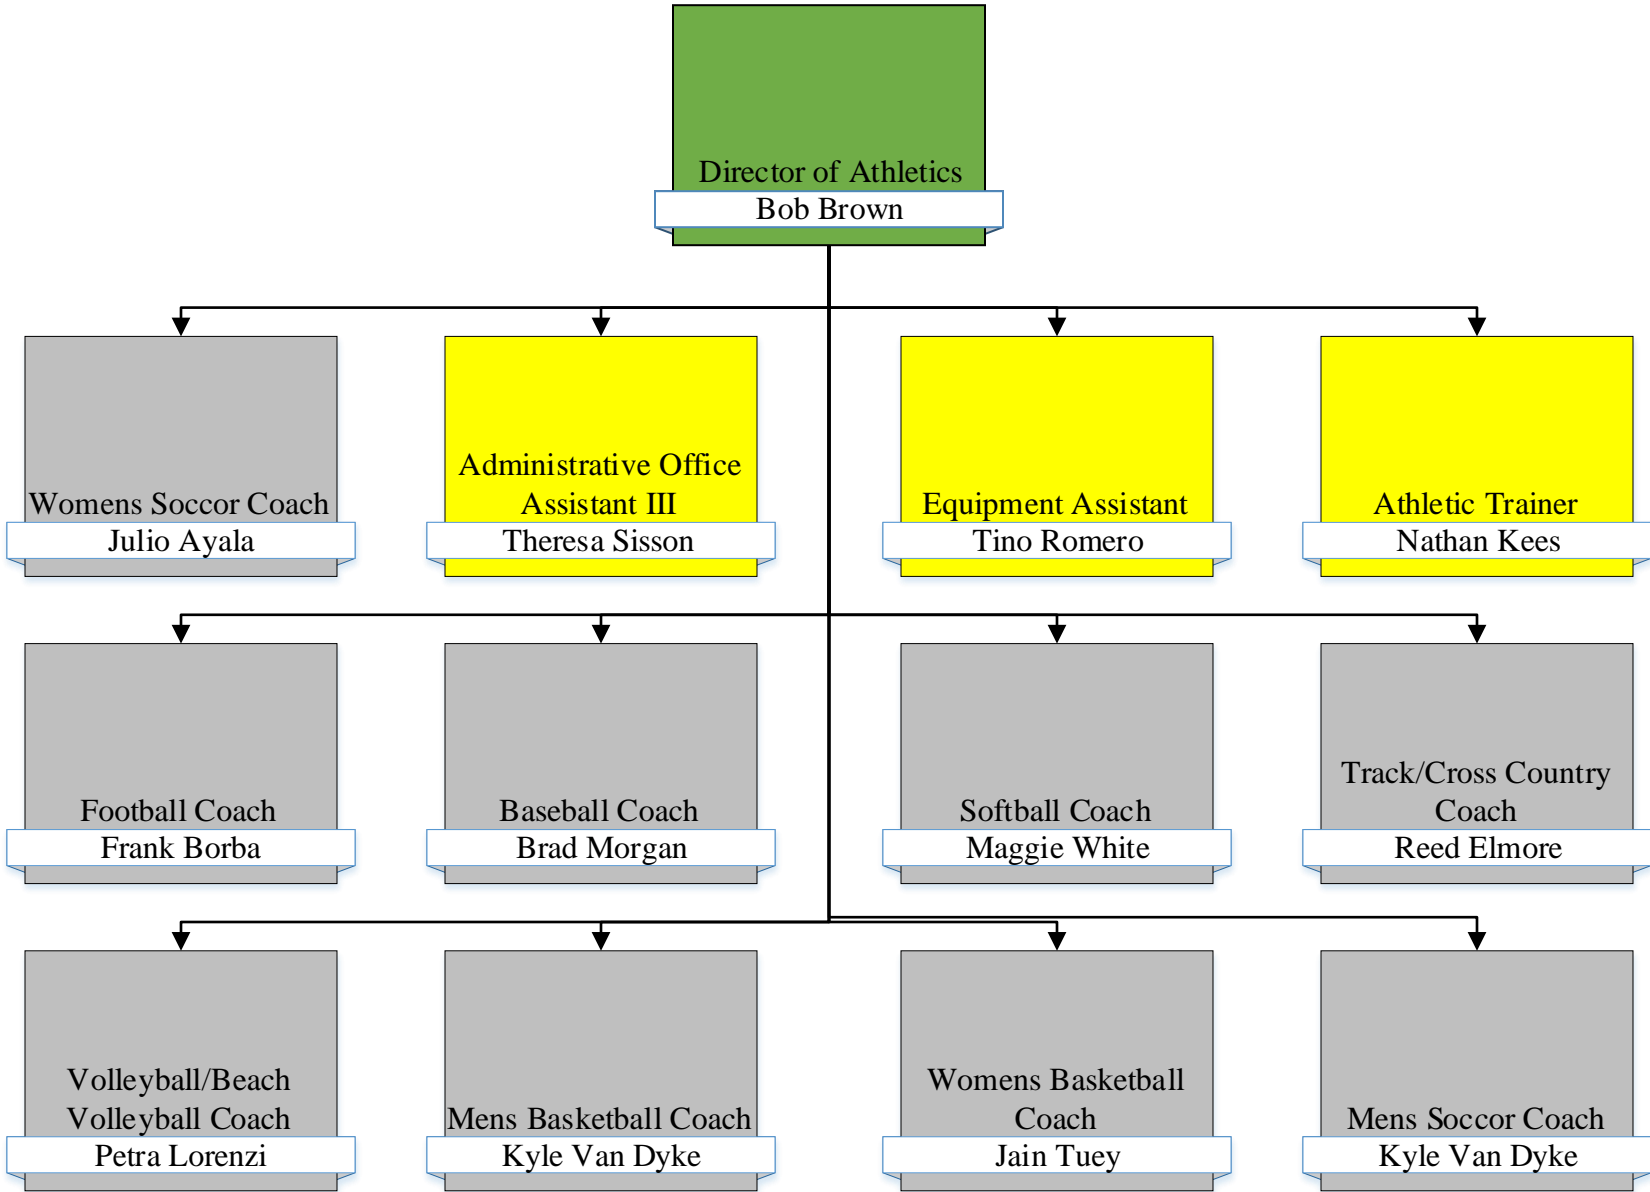 Director of Athletics
Bob Brown
Womens Soccor Coach
Julio Ayala
Administrative Office
Assistant III
Theresa Sisson
Equipment Assistant
Tino Romero
Athletic Trainer
Nathan Kees
Football Coach
Frank Borba
Baseball Coach
Brad Morgan
Softball Coach
Maggie White
Track/Cross Country
Coach
Reed Elmore
Volleyball/Beach
Volleyball Coach
Petra Lorenzi
Mens Basketball Coach
Kyle Van Dyke
Womens Basketball
Coach
Jain Tuey
Mens Soccor Coach
Kyle Van Dyke